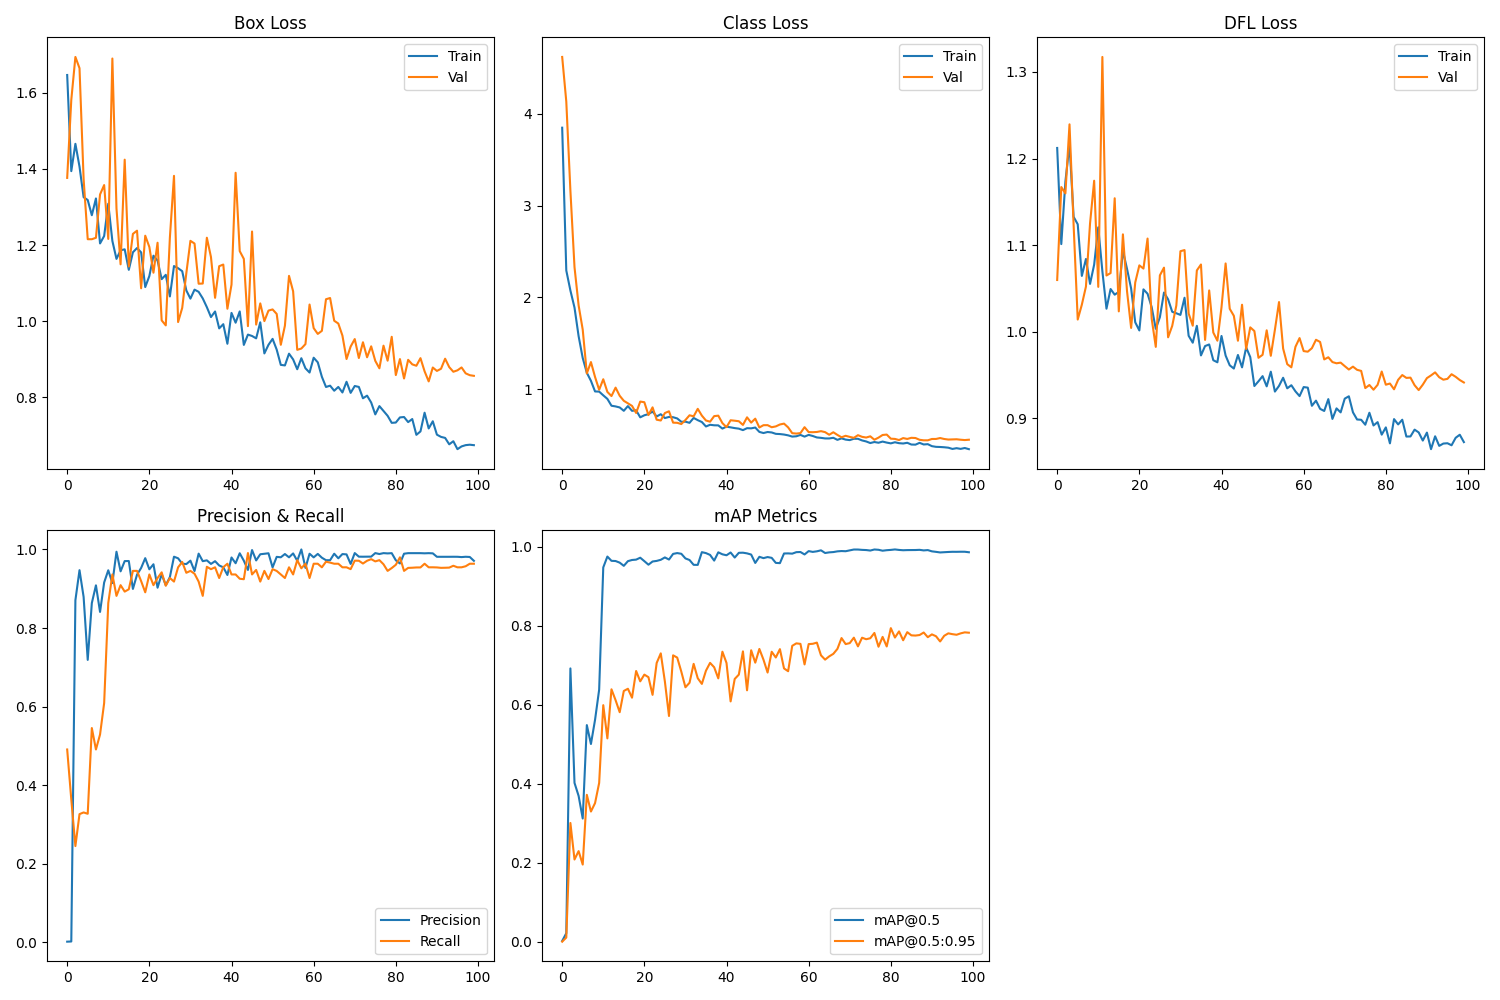 Box Loss
1.6
1.4
1.2
1.0
0.8
0 20 40 60 80 100
Train
Val
Class Loss
4
3
2
1
0 20 40 60 80 100
Train
Val
DFL Loss
1.3
1.2
1.1
1.0
0.9
0 20 40 60 80 100
Train
Val
Precision & Recall
1.0
0.8
0.6
0.4
0.2
0.0
0 20 40 60 80 100
Precision
Recall
mAP Metrics
1.0
0.8
0.6
0.4
0.2
0.0
0 20 40 60 80 100
mAP@0.5
mAP@0.5:0.95